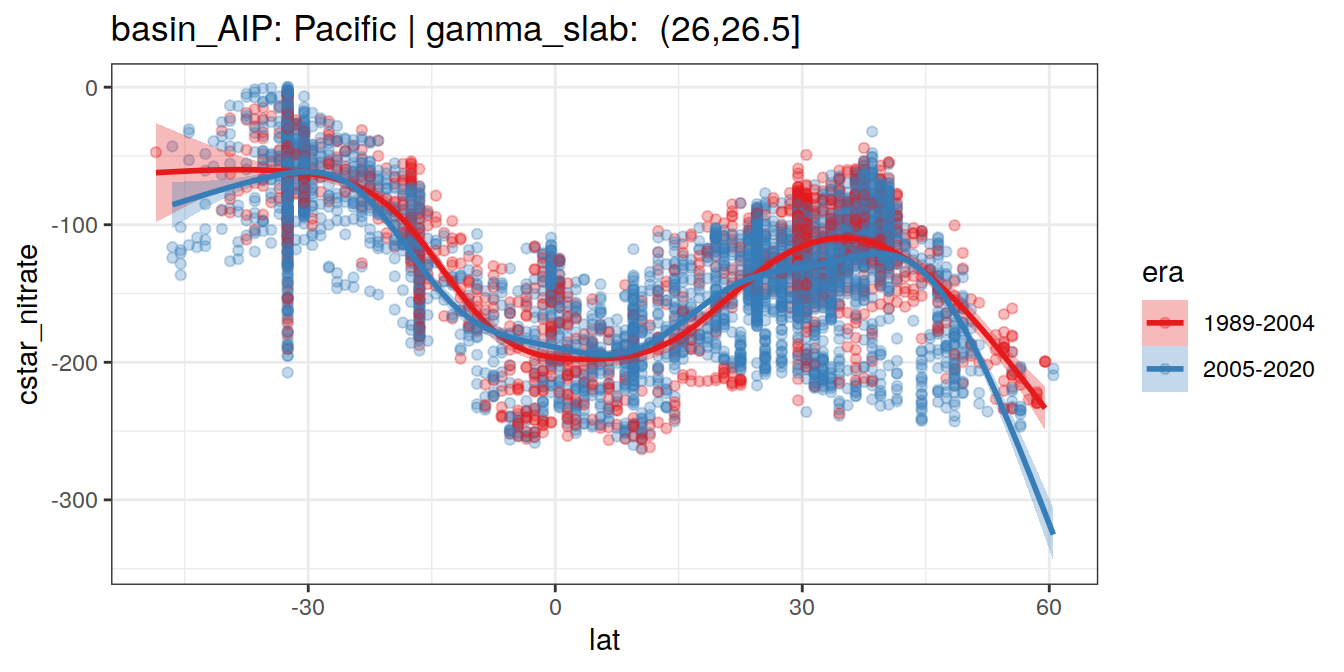 basin_AIP: Pacific | gamma_slab:  (26,26.5]
cstar_nitrate
0
-100
-200
-300
-30
0
30
60
lat
era
1989-2004
2005-2020